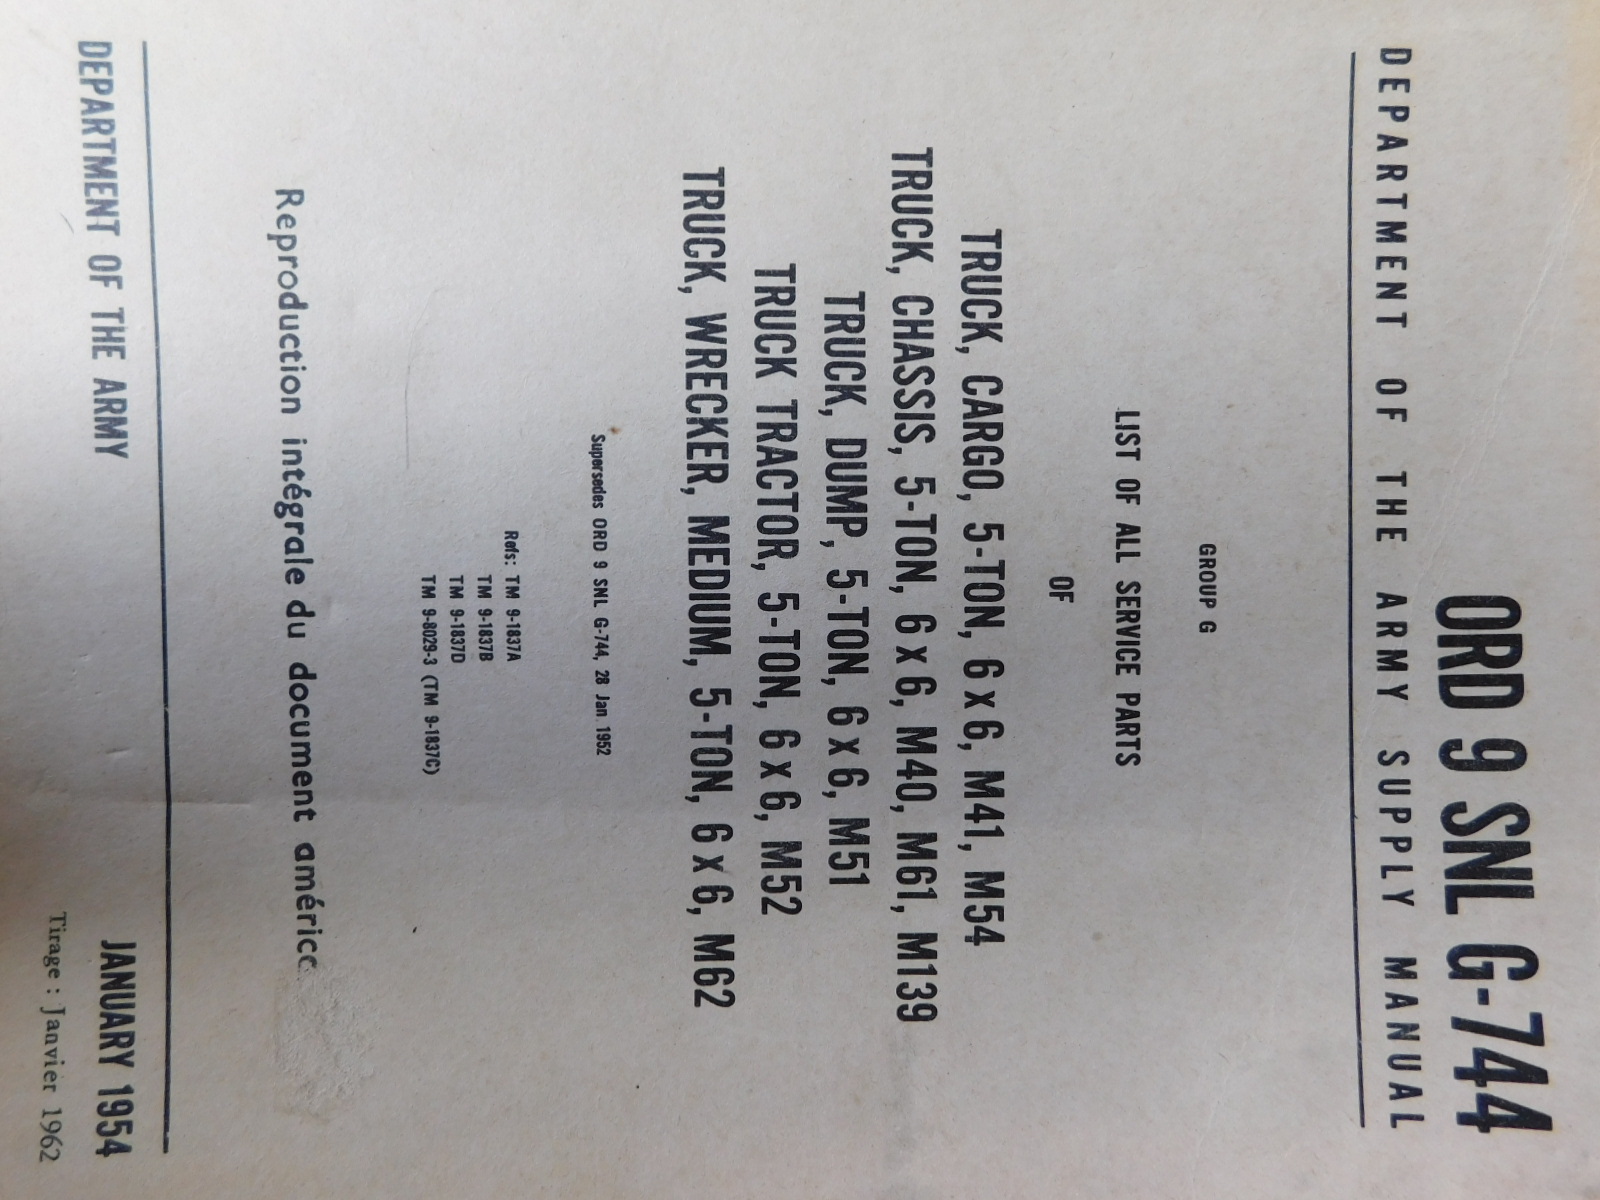 ORD 9 SNL G-744
DEPARTMENT OF THE ARMY SUPPLY MANUAL
GROUP G
LIST OF ALL SERVICE PARTS
OF
TRUCK, CARGO, 5-TON, 6 x 6, M41, M54
TRUCK, CHASSIS, 5-TON, 6 x 6, M40, M61, M139
TRUCK, DUMP, 5-TON, 6 x 6, M51
TRUCK TRACTOR, 5-TON, 6 x 6, M52
TRUCK, WRECKER, MEDIUM, 5-TON, 6 x 6, M62
Supersedes ORD 9 SNL G-744, 28 Jan 1952
Refs: TM 9-1837A
TM 9-1837B
TM 9-1837D
TM 9-8029-3 (TM 9-1837C)
Reproduction intégrale du document améric
DEPARTMENT OF THE ARMY JANUARY 1954
Tirage : Janvier 1962